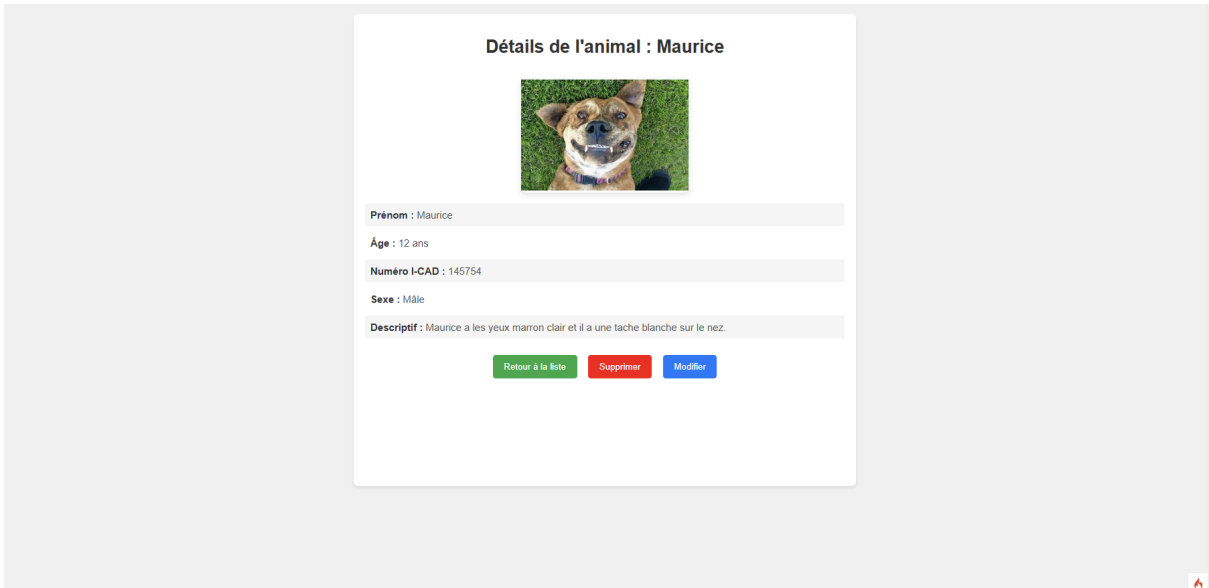 Détails de l'animal : Maurice
Prénom : Maurice
Âge : 12 ans
Numéro I-CAD : 145754
Sexe : Mâle
Descriptif : Maurice a les yeux marron clair et il a une tache blanche sur le nez.
Retour à la liste Supprimer Modifier